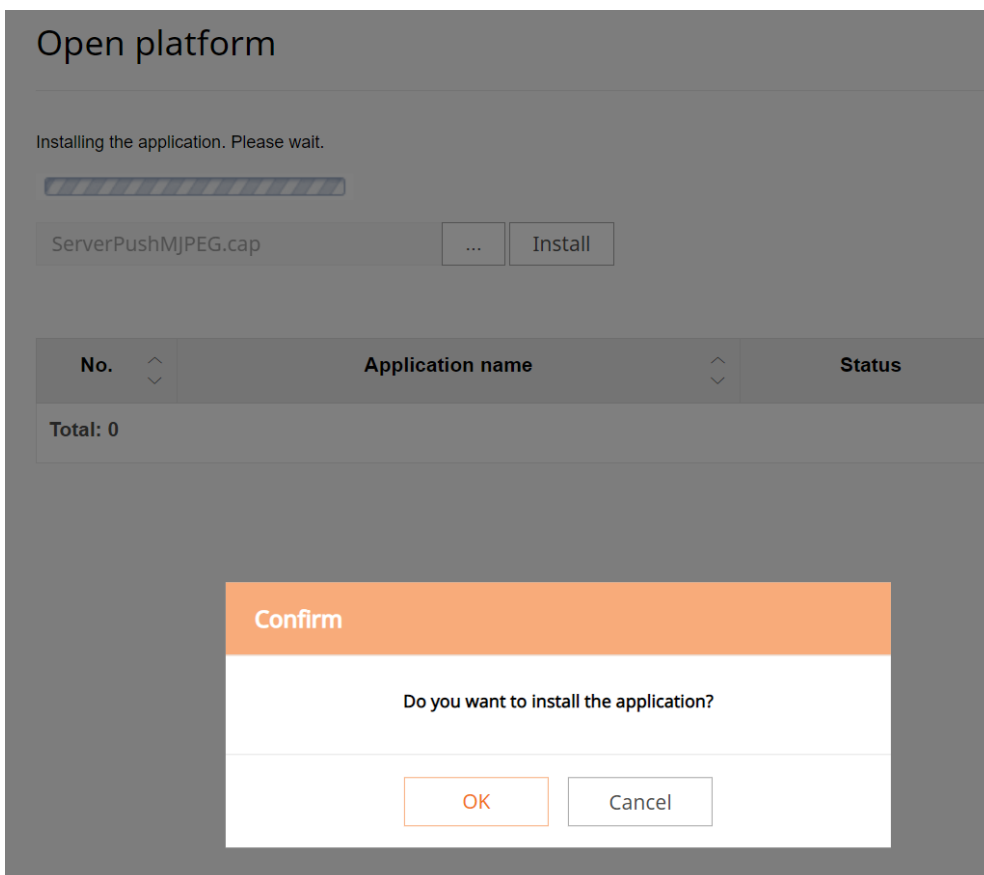 Open platform
Installing the application. Please wait.
ServerPushMJPEG.cap ... Install
No. Application name Status
Total: 0
Confirm
Do you want to install the application?
OK Cancel